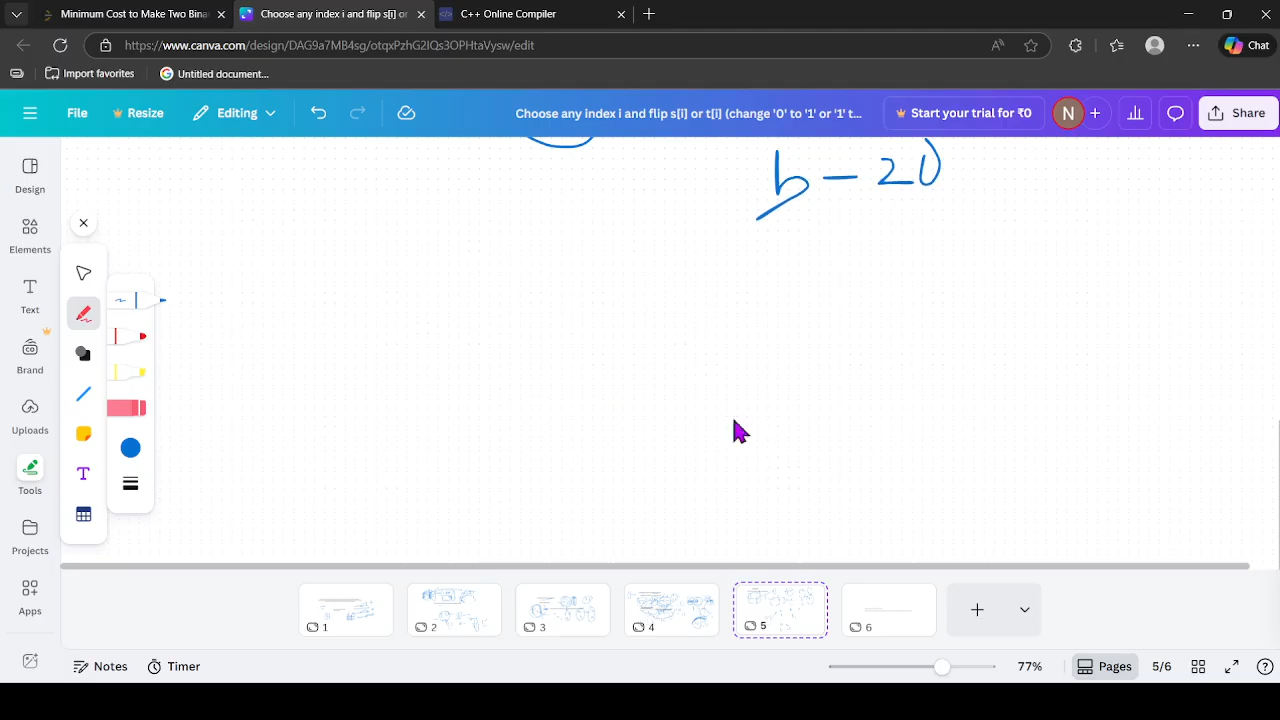 Minimum Cost to Make Two Bina
Choose any index i and flip s[i] or
C++ Online Compiler
https://www.canva.com/design/DAG9a7MB4sg/otqxPzhG2IQs3OPHtaVysw/edit
Chat
Import favorites
Untitled document...
File
Resize
Editing
Choose any index i and flip s[i] or t[i] (change '0' to '1' or '1' t...
Start your trial for ₹0
N
Share
b - 20
Design
Elements
Text
Brand
Uploads
Tools
Projects
Apps
1
2
3
4
5
6
Notes
Timer
77%
Pages
5/6